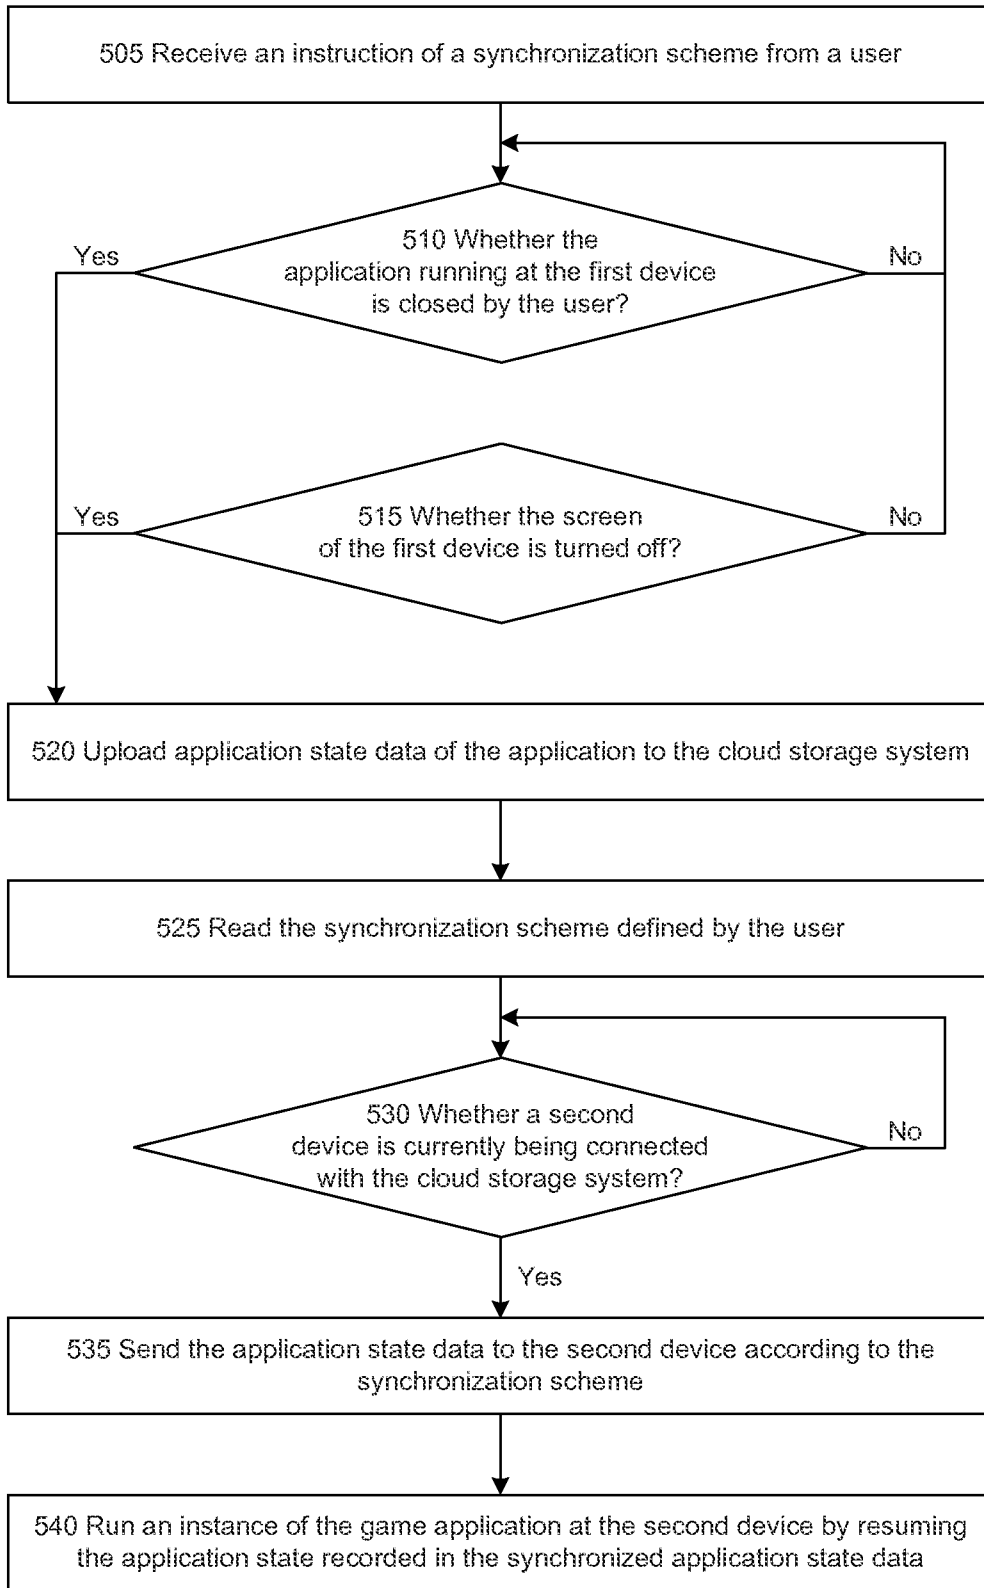 505 Receive an instruction of a synchronization scheme from a user
510 Whether the
application running at the first device
is closed by the user?
Yes
No
515 Whether the screen
of the first device is turned off?
Yes
No
520 Upload application state data of the application to the cloud storage system
525 Read the synchronization scheme defined by the user
530 Whether a second
device is currently being connected
with the cloud storage system?
No
Yes
535 Send the application state data to the second device according to the
synchronization scheme
540 Run an instance of the game application at the second device by resuming
the application state recorded in the synchronized application state data